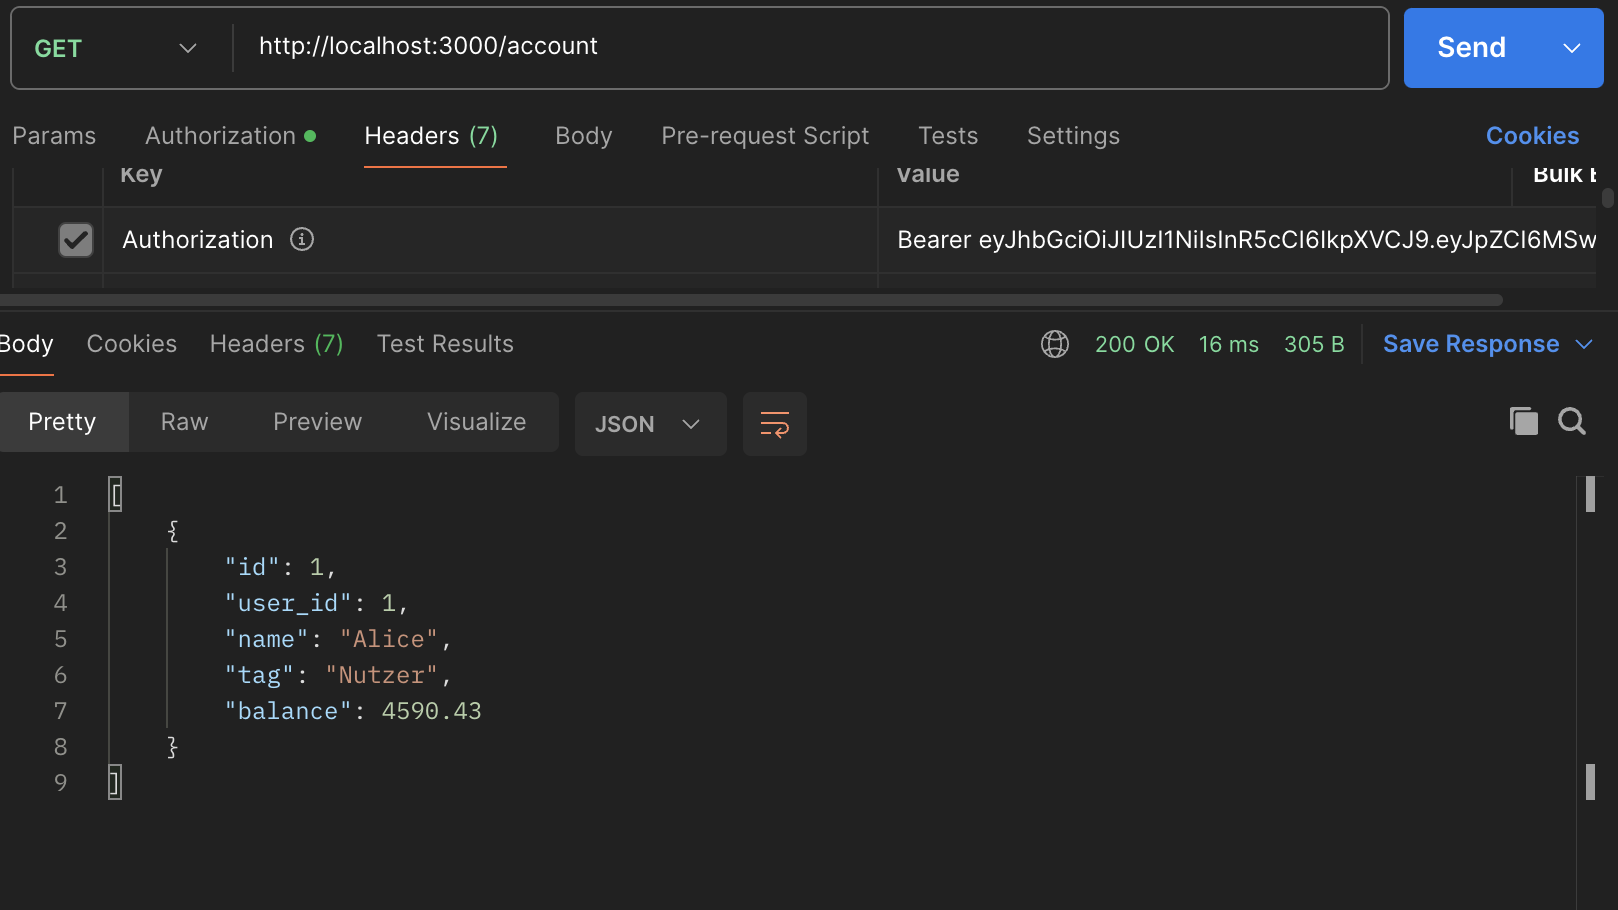 GET http://localhost:3000/account Send
Params Authorization Headers (7) Body Pre-request Script Tests Settings Cookies
Key Value Bulk E
Authorization Bearer eyJhbGciOiJIUzI1NiIsInR5cCI6IkpXVCJ9.eyJpZCI6MSw
Body Cookies Headers (7) Test Results 200 OK 16 ms 305 B Save Response
Pretty Raw Preview Visualize JSON
1 [
2 {
3 "id": 1,
4 "user_id": 1,
5 "name": "Alice",
6 "tag": "Nutzer",
7 "balance": 4590.43
8 }
9 ]